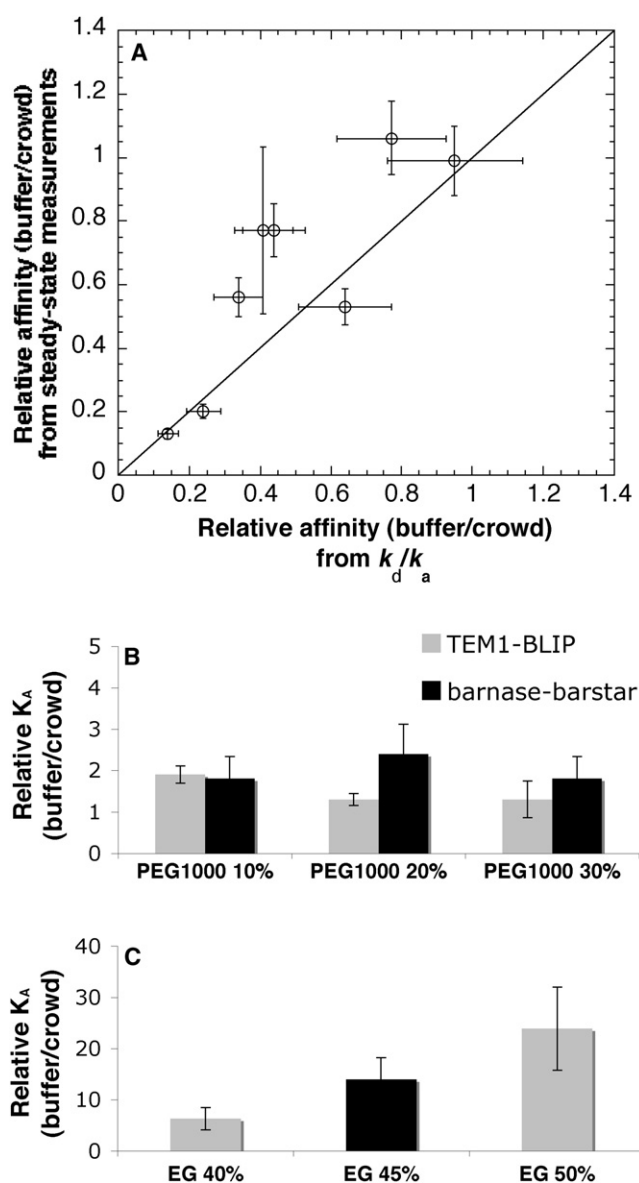 A
Relative affinity (buffer/crowd)
from steady-state measurements
1.4
1.2
1
0.8
0.6
0.4
0.2
0
0 0.2 0.4 0.6 0.8 1 1.2 1.4
Relative affinity (buffer/crowd)
from kd/ka
B
TEM1-BLIP
barnase-barstar
Relative KA
(buffer/crowd)
5
4
3
2
1
0
PEG1000 10% PEG1000 20% PEG1000 30%
C
Relative KA
(buffer/crowd)
40
30
20
10
0
EG 40% EG 45% EG 50%